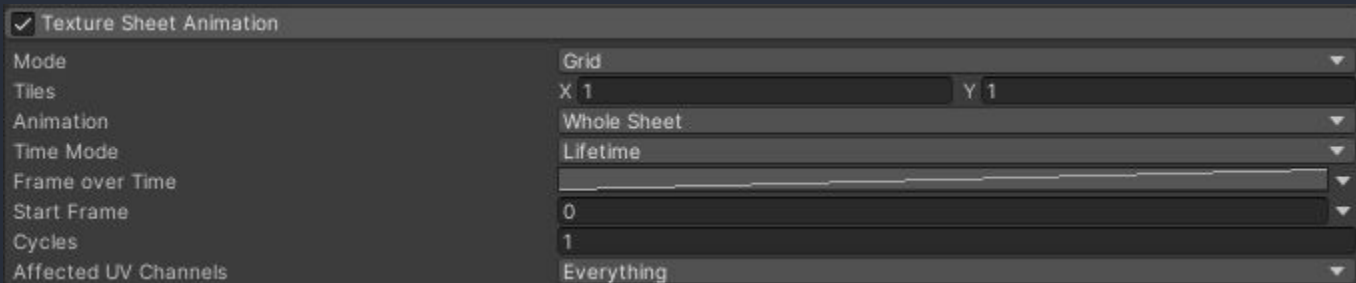 Texture Sheet Animation
Mode Grid
Tiles X 1 Y 1
Animation Whole Sheet
Time Mode Lifetime
Frame over Time
Start Frame 0
Cycles 1
Affected UV Channels Everything